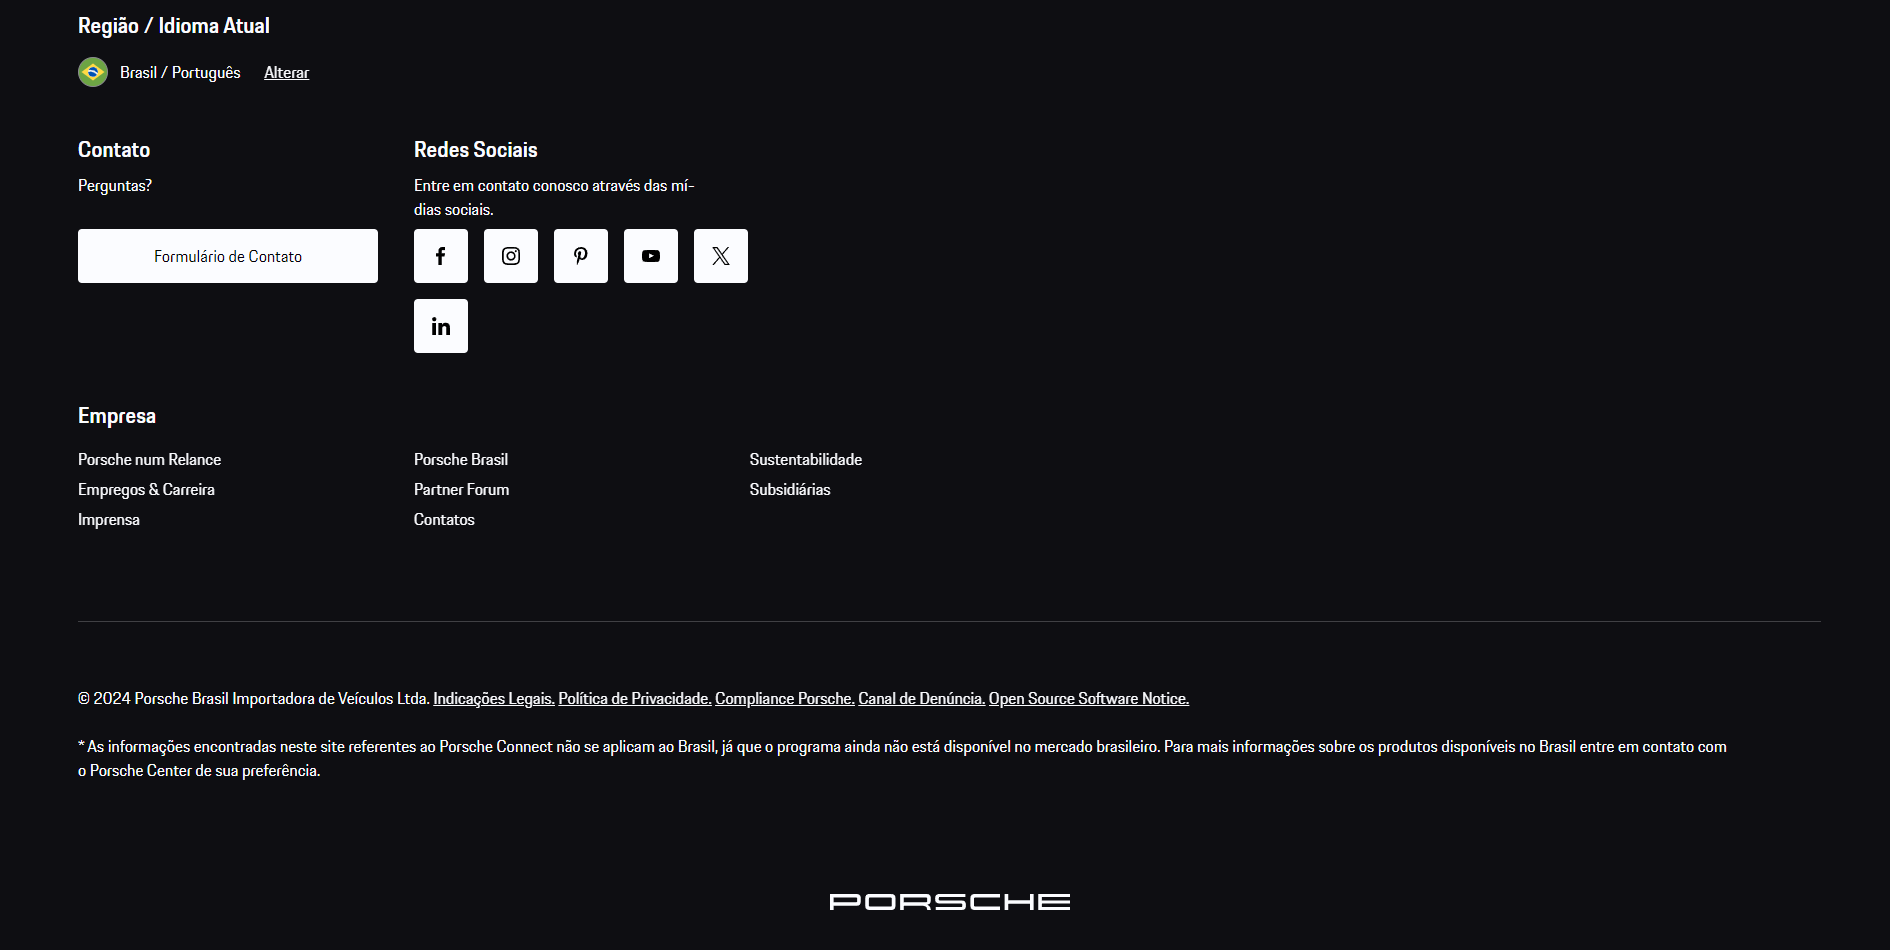 Região / Idioma Atual
Brasil / Português Alterar
Contato
Perguntas?
Formulário de Contato
Redes Sociais
Entre em contato conosco através das mí-
dias sociais.
Empresa
Porsche num Relance
Empregos & Carreira
Imprensa
Porsche Brasil
Partner Forum
Contatos
Sustentabilidade
Subsidiárias
© 2024 Porsche Brasil Importadora de Veículos Ltda. Indicações Legais. Política de Privacidade. Compliance Porsche. Canal de Denúncia. Open Source Software Notice.
* As informações encontradas neste site referentes ao Porsche Connect não se aplicam ao Brasil, já que o programa ainda não está disponível no mercado brasileiro. Para mais informações sobre os produtos disponíveis no Brasil entre em contato com
o Porsche Center de sua preferência.
PORSCHE